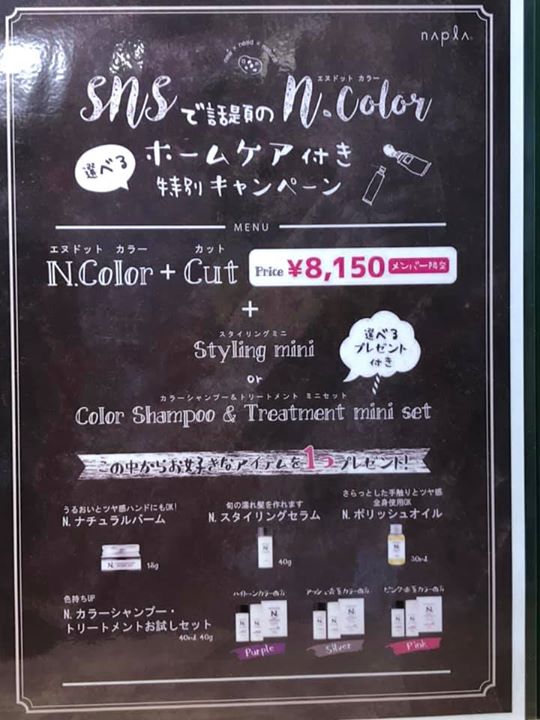 napla
SNSで話題のN.Color
エヌドット カラー
選べる
ホームケア付き
特別キャンペーン
MENU
エヌドット カラー カット
N.Color + Cut Price ¥8,150 メンバー限定
+
スタイリングミニ
Styling mini
選べる
プレゼント
付き
or
カラーシャンプー&トリートメント ミニセット
Color Shampoo & Treatment mini set
この中からお好きなアイテムを1つプレゼント!
うるおいとツヤ感ハンドにもOK!
N. ナチュラルバーム
18g
旬の濡れ髪を作れます
N. スタイリングセラム
40g
さらっとした手触りとツヤ感
全身使用OK
N. ポリッシュオイル
30ml
色持ちUP
N. カラーシャンプー・
トリートメントお試しセット
40ml 40g
Purple
Silver
Pink